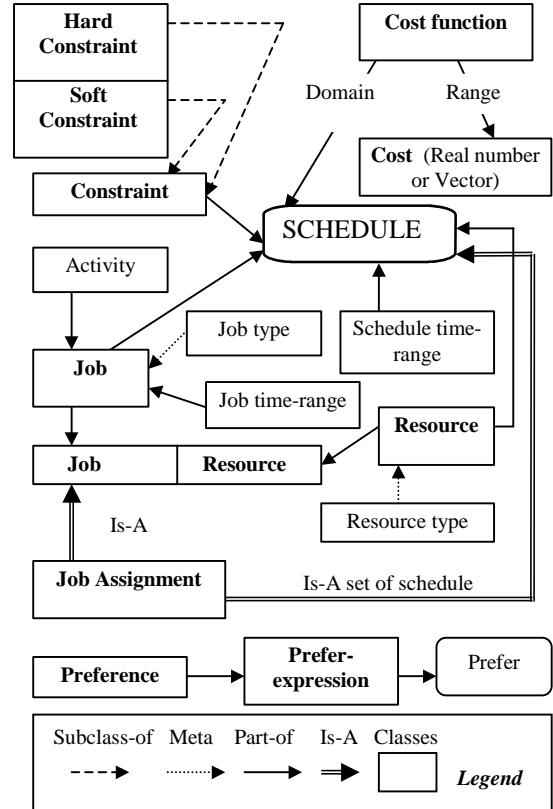 Hard
Constraint
Soft
Constraint
Cost function
Domain
Range
Constraint
Cost (Real number
or Vector)
SCHEDULE
Activity
Job type
Schedule time-
range
Job
Job time-range
Resource
Job
Resource
Resource type
Is-A
Job Assignment
Is-A set of schedule
Preference
Prefer-
expression
Prefer
Subclass-of Meta Part-of Is-A Classes
Legend